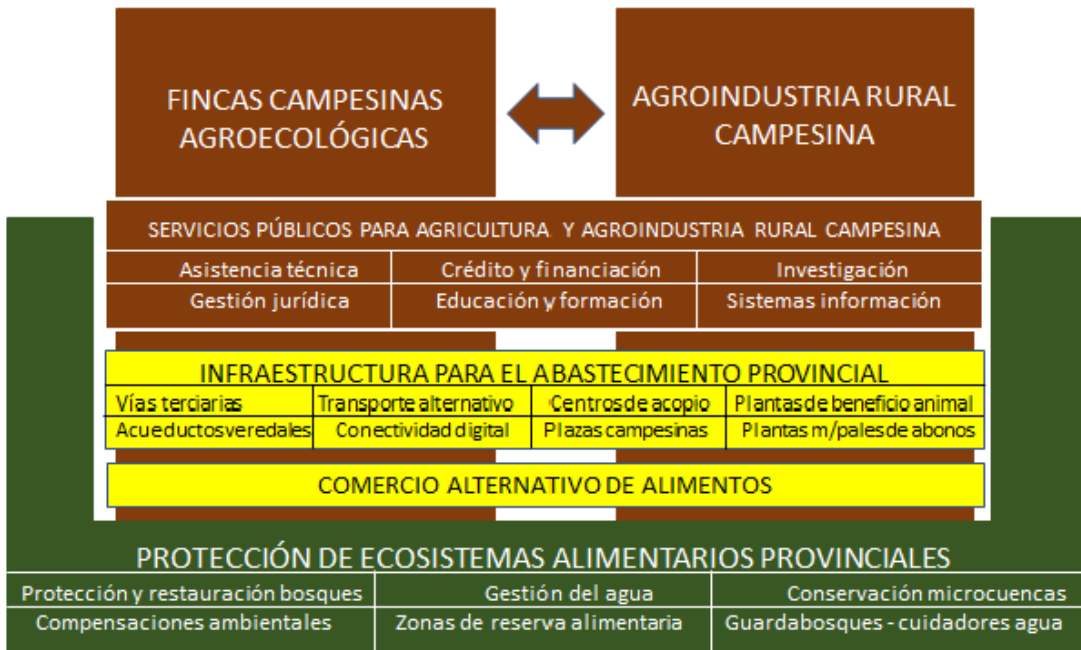 FINCAS CAMPESINAS
AGROECOLÓGICAS
AGROINDUSTRIA RURAL
CAMPESINA
SERVICIOS PÚBLICOS PARA AGRICULTURA Y AGROINDUSTRIA RURAL CAMPESINA
Asistencia técnica Crédito y financiación Investigación
Gestión jurídica Educación y formación Sistemas información
INFRAESTRUCTURA PARA EL ABASTECIMIENTO PROVINCIAL
Vías terciarias Transporte alternativo Centros de acopio Plantas de beneficio animal
Acueductos veredales Conectividad digital Plazas campesinas Plantas m/pales de abonos
COMERCIO ALTERNATIVO DE ALIMENTOS
PROTECCIÓN DE ECOSISTEMAS ALIMENTARIOS PROVINCIALES
Protección y restauración bosques Gestión del agua Conservación microcuencas
Compensaciones ambientales Zonas de reserva alimentaria Guardabosques - cuidadores agua